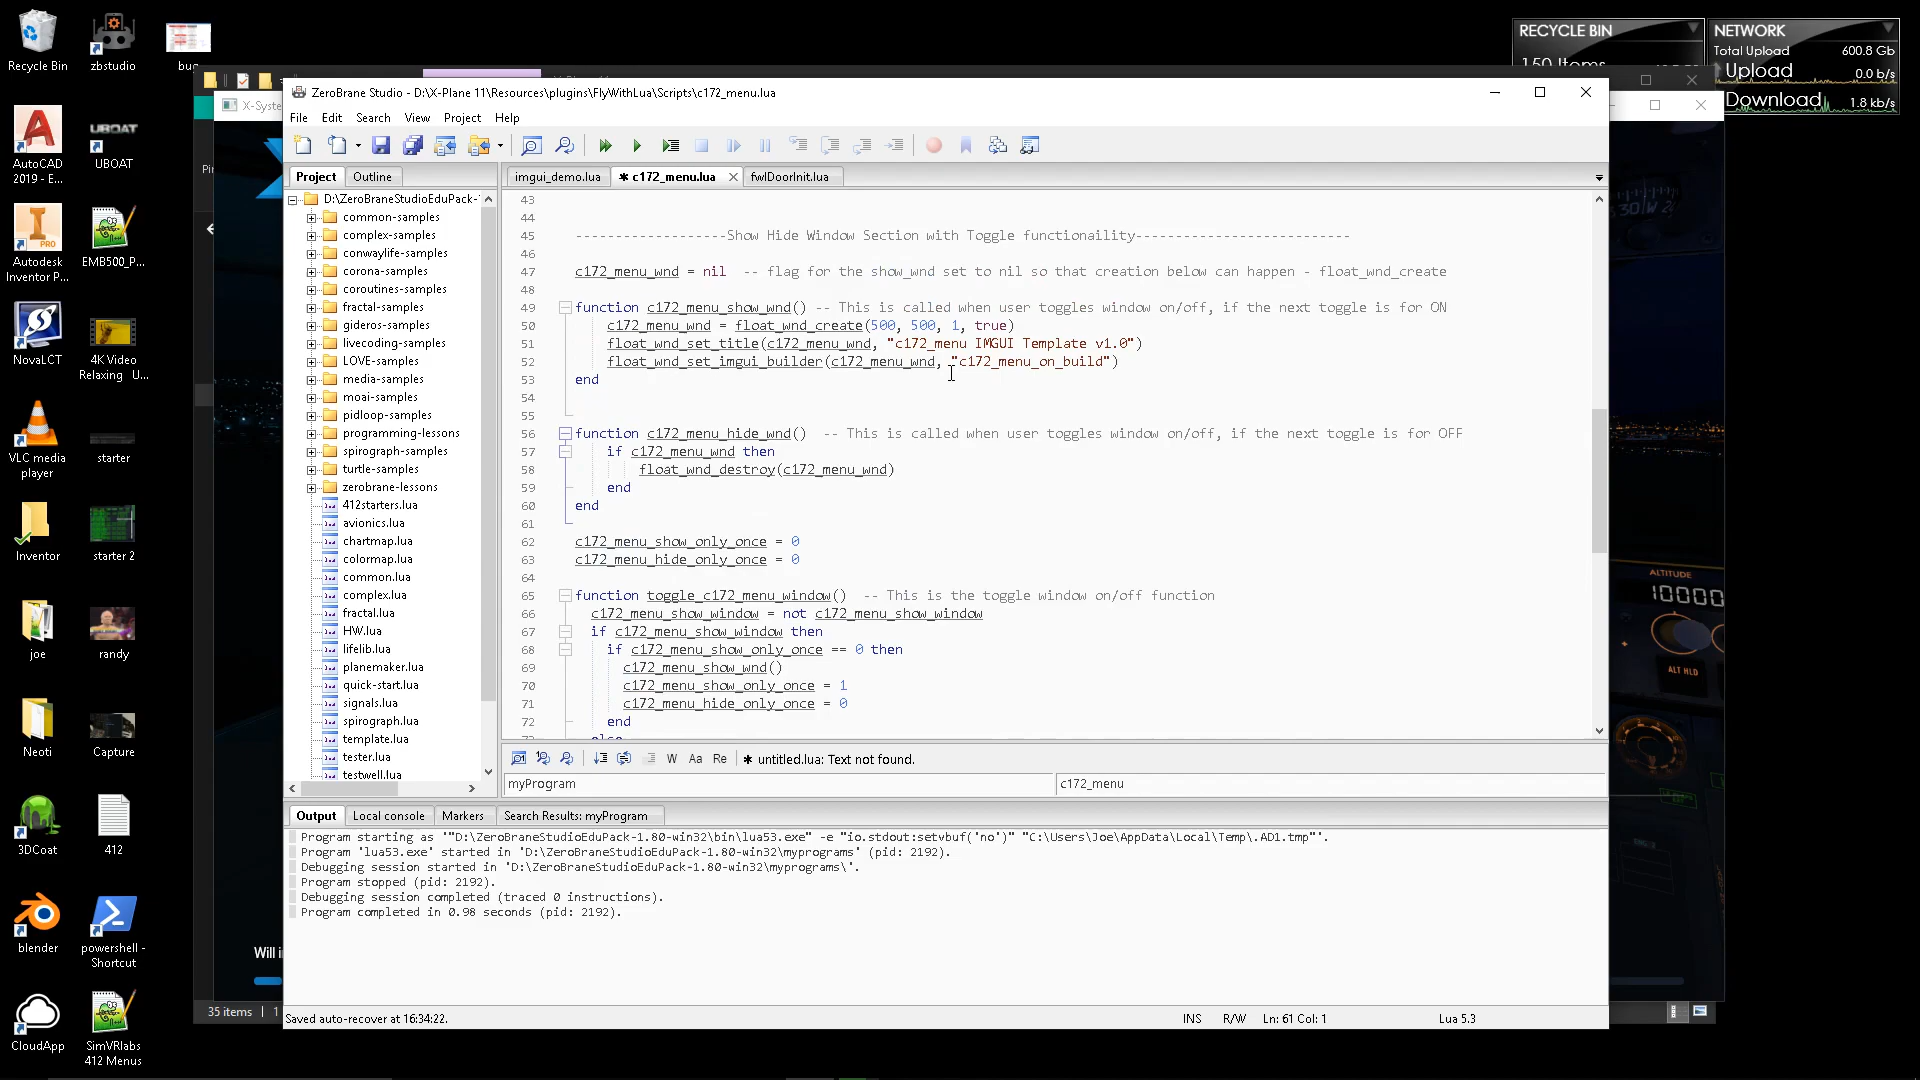 Recycle Bin
zbstudio
bug
AutoCAD
2019 - E...
UBOAT
UBOAT
Autodesk
Inventor P...
EMB500_P...
NovaLCT
4K Video
Relaxing U...
VLC media
player
starter
Inventor
starter 2
joe
randy
Neoti
Capture
3DCoat
412
blender
powershell -
Shortcut
CloudApp
SimVRlabs
412 Menus
RECYCLE BIN
150 Items
NETWORK
Total Upload 600.8 Gb
Upload 0.0 b/s
Download 1.8 kb/s
X-Syste
Will i
35 items
ALTITUDE
10000
ALT HLD
ZeroBrane Studio - D:\X-Plane 11\Resources\plugins\FlyWithLua\Scripts\c172_menu.lua
File Edit Search View Project Help
Project Outline
imgui_demo.lua * c172_menu.lua fwlDoorInit.lua
D:\ZeroBraneStudioEduPack-
common-samples
complex-samples
conwaylife-samples
corona-samples
coroutines-samples
fractal-samples
gideros-samples
livecoding-samples
LOVE-samples
media-samples
moai-samples
pidloop-samples
programming-lessons
spirograph-samples
turtle-samples
zerobrane-lessons
412starters.lua
avionics.lua
chartmap.lua
colormap.lua
common.lua
complex.lua
fractal.lua
HW.lua
lifelib.lua
planemaker.lua
quick-start.lua
signals.lua
spirograph.lua
template.lua
tester.lua
testwell.lua
43
44
45 ------------------Show Hide Window Section with Toggle functionaility--------------------------
46
47 c172_menu_wnd = nil -- flag for the show_wnd set to nil so that creation below can happen - float_wnd_create
48
49 function c172_menu_show_wnd() -- This is called when user toggles window on/off, if the next toggle is for ON
50 c172_menu_wnd = float_wnd_create(500, 500, 1, true)
51 float_wnd_set_title(c172_menu_wnd, "c172_menu IMGUI Template v1.0")
52 float_wnd_set_imgui_builder(c172_menu_wnd, "c172_menu_on_build")
53 end
54
55
56 function c172_menu_hide_wnd() -- This is called when user toggles window on/off, if the next toggle is for OFF
57 if c172_menu_wnd then
58 float_wnd_destroy(c172_menu_wnd)
59 end
60 end
61
62 c172_menu_show_only_once = 0
63 c172_menu_hide_only_once = 0
64
65 function toggle_c172_menu_window() -- This is the toggle window on/off function
66 c172_menu_show_window = not c172_menu_show_window
67 if c172_menu_show_window then
68 if c172_menu_show_only_once == 0 then
69 c172_menu_show_wnd()
70 c172_menu_show_only_once = 1
71 c172_menu_hide_only_once = 0
72 end
73 else
W Aa Re * untitled.lua: Text not found.
myProgram c172_menu
Output Local console Markers Search Results: myProgram
Program starting as '"D:\ZeroBraneStudioEduPack-1.80-win32\bin\lua53.exe" -e "io.stdout:setvbuf('no')" "C:\Users\Joe\AppData\Local\Temp\.AD1.tmp"'.
Program 'lua53.exe' started in 'D:\ZeroBraneStudioEduPack-1.80-win32\myprograms' (pid: 2192).
Debugging session started in 'D:\ZeroBraneStudioEduPack-1.80-win32\myprograms\'.
Program stopped (pid: 2192).
Debugging session completed (traced 0 instructions).
Program completed in 0.98 seconds (pid: 2192).
Saved auto-recover at 16:34:22. INS R/W Ln: 61 Col: 1 Lua 5.3